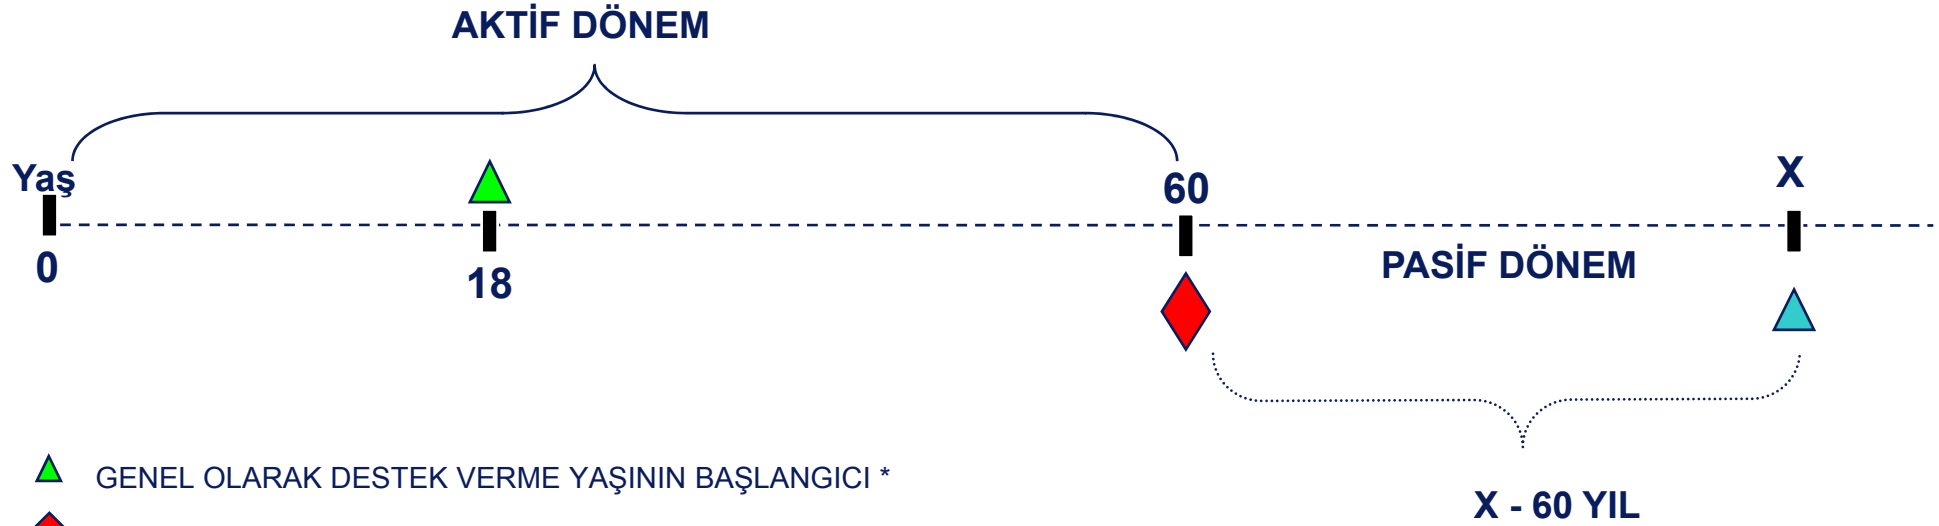 AKTİF DÖNEM
Yaş
60
X
0
18
PASİF DÖNEM
GENEL OLARAK DESTEK VERME YAŞININ BAŞLANGICI *
X - 60 YIL